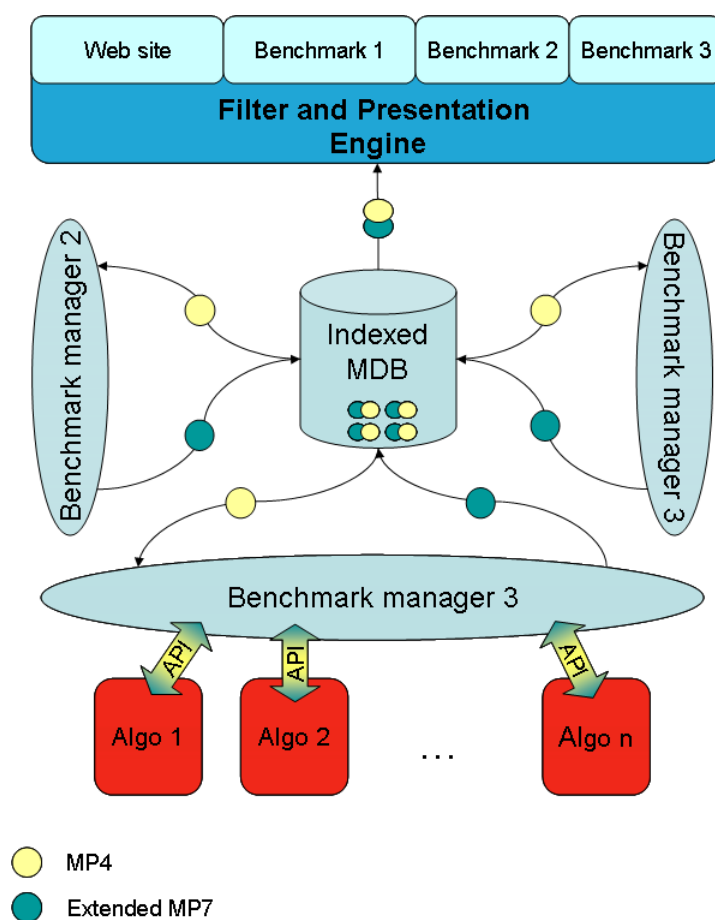 Web site
Benchmark 1
Benchmark 2
Benchmark 3
Filter and Presentation
Engine
Benchmark manager 2
Indexed
MDB
Benchmark manager 3
Benchmark manager 3
API
API
API
Algo 1
Algo 2
...
Algo n
MP4
Extended MP7